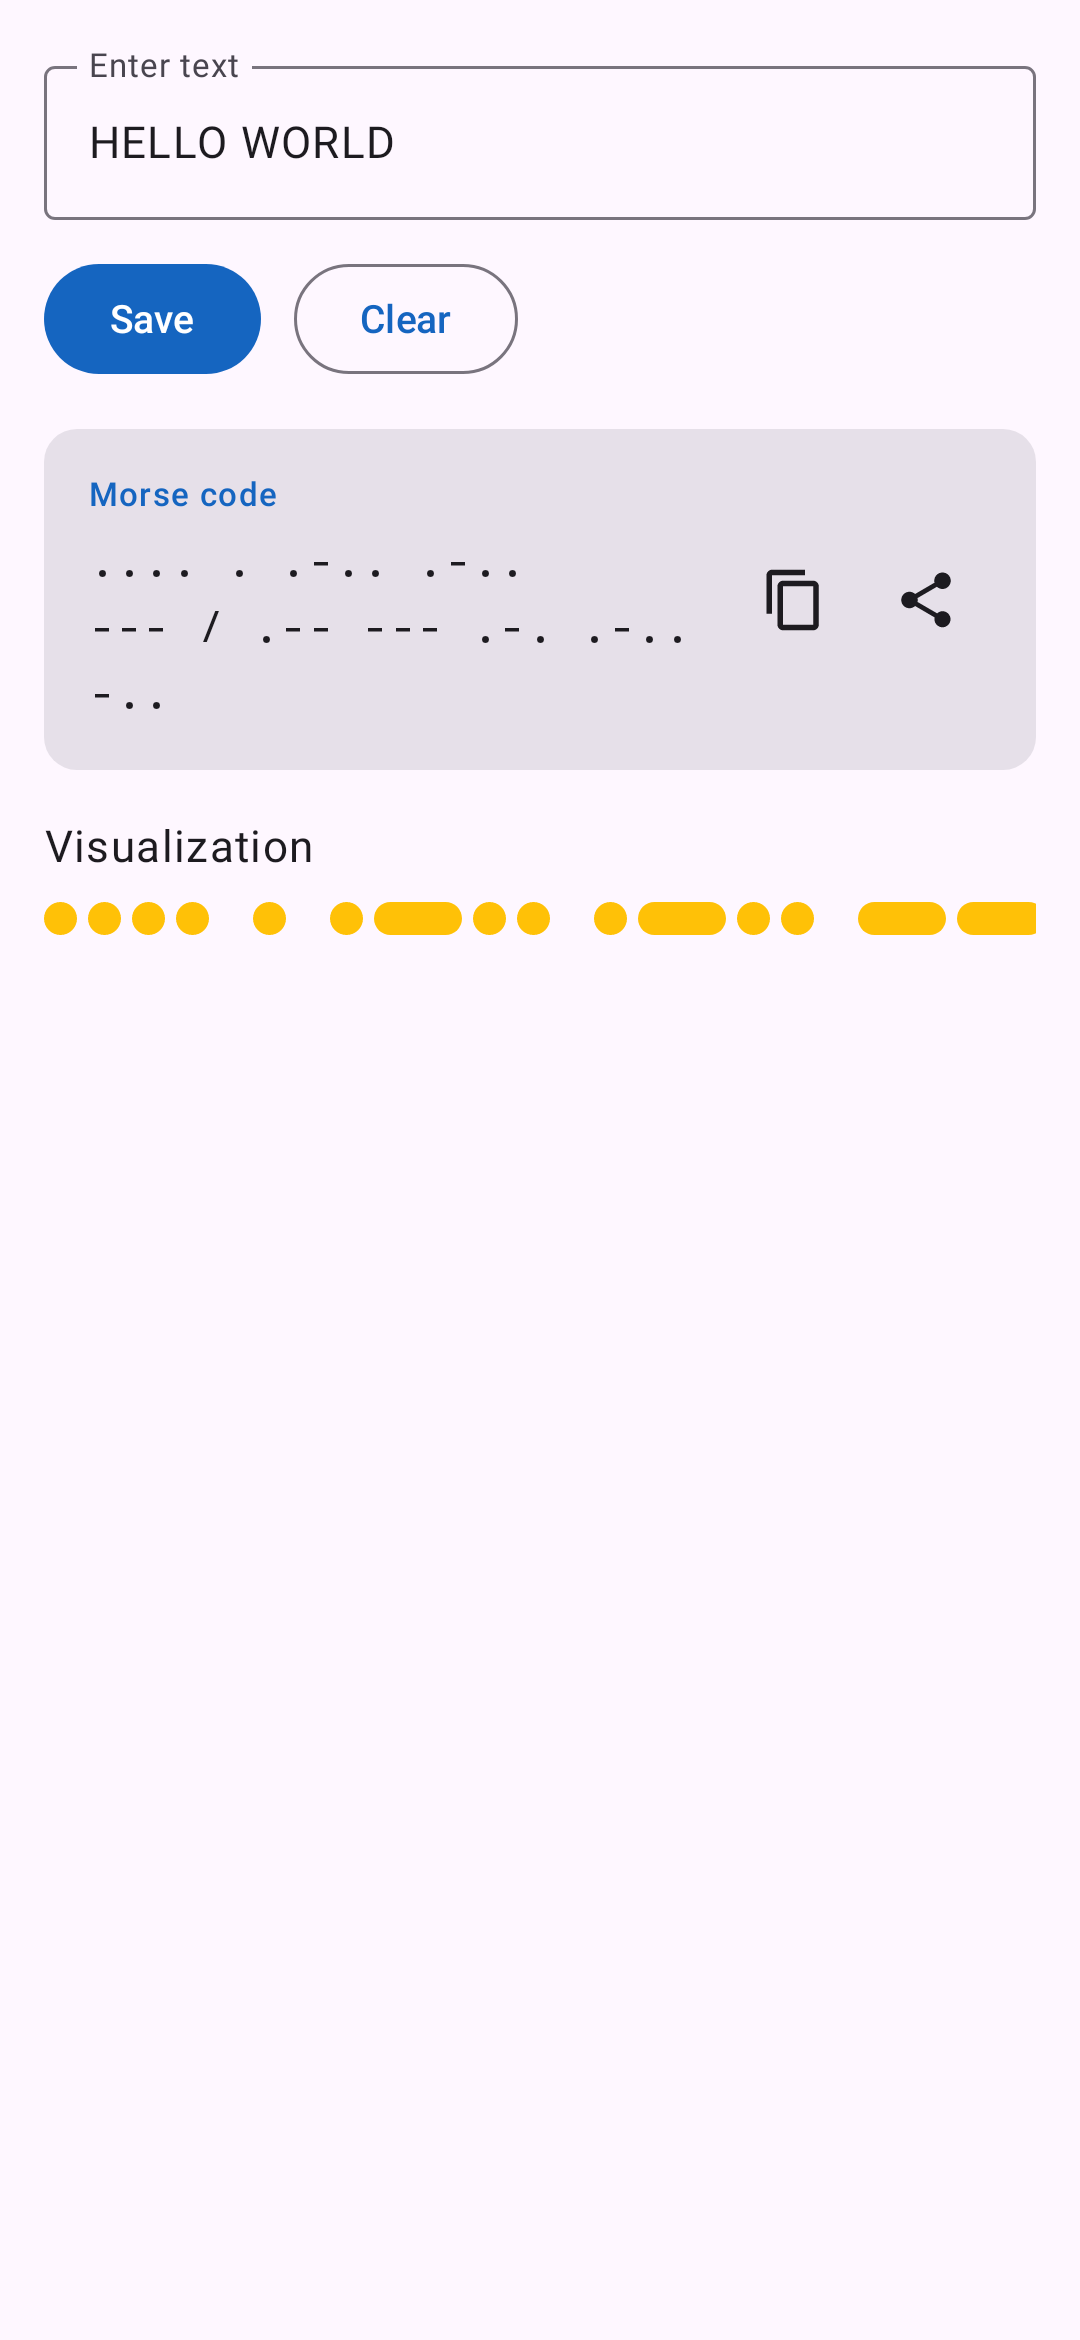 Enter text
HELLO WORLD
Save
Clear
Morse code
.... . .-.. .-..
--- / .-- --- .-. .-..
-..
Visualization